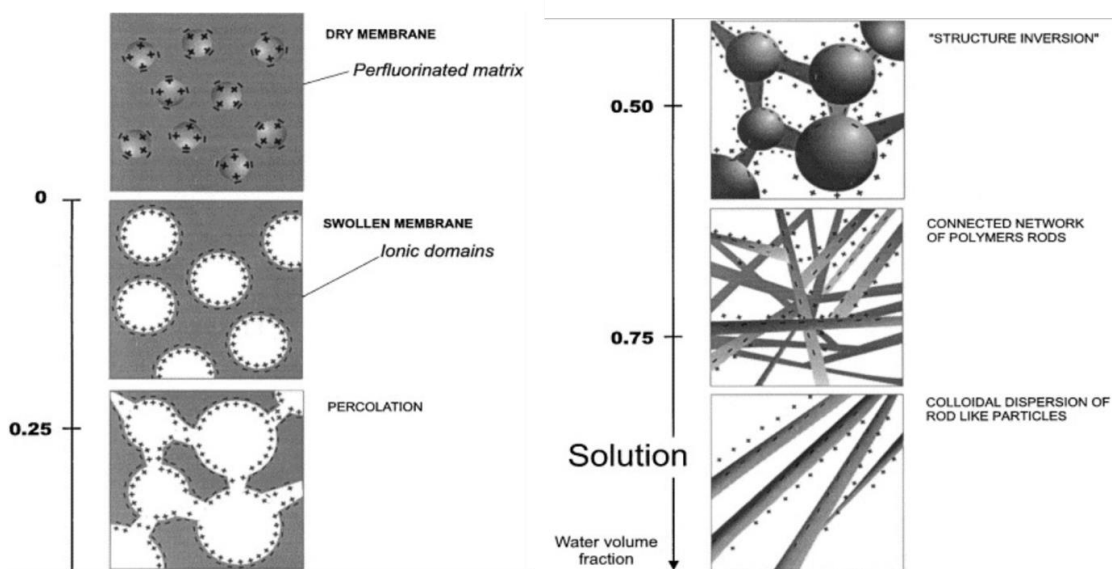 DRY MEMBRANE
Perfluorinated matrix
0
SWOLLEN MEMBRANE
Ionic domains
PERCOLATION
0.25
"STRUCTURE INVERSION"
0.50
CONNECTED NETWORK
OF POLYMERS RODS
0.75
COLLOIDAL DISPERSION OF
ROD LIKE PARTICLES
Solution
Water volume
fraction